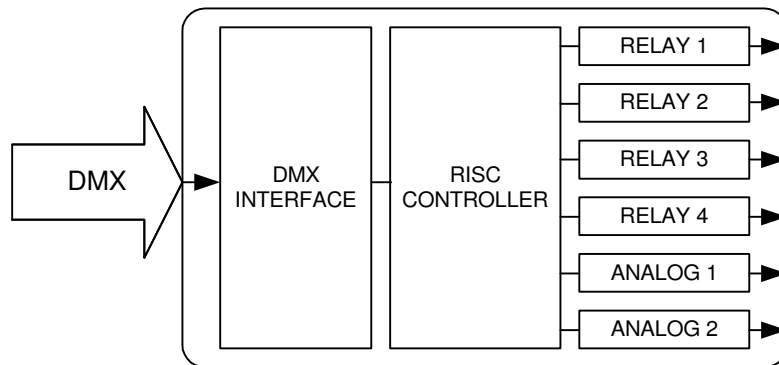 DMX
DMX
INTERFACE
RISC
CONTROLLER
RELAY 1
RELAY 2
RELAY 3
RELAY 4
ANALOG 1
ANALOG 2